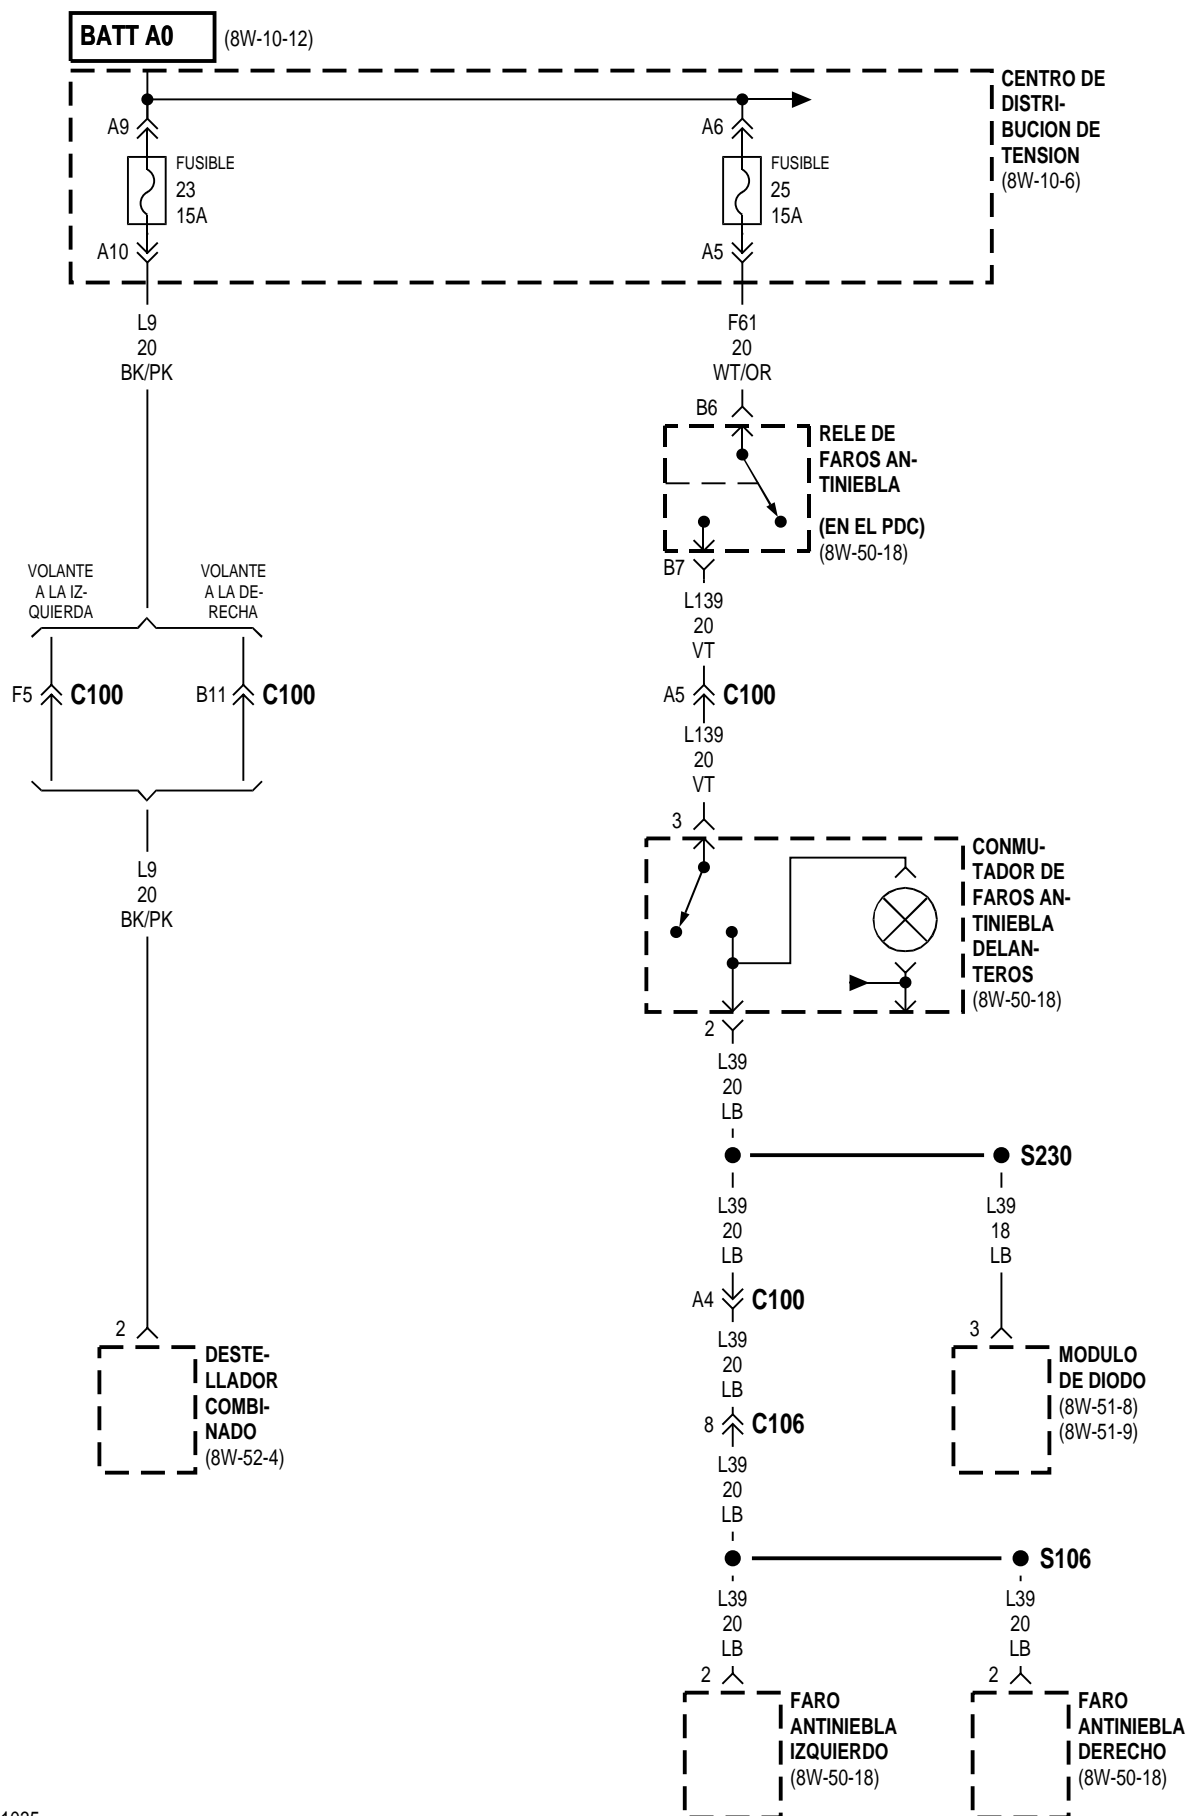 BATT A0
(8W-10-12)
CENTRO DE
DISTRI-
BUCION DE
TENSION
(8W-10-6)
A9
FUSIBLE
23
15A
A10
A6
FUSIBLE
25
15A
A5
L9
20
BK/PK
F61
20
WT/OR
B6
RELE DE
FAROS AN-
TINIEBLA
(EN EL PDC)
(8W-50-18)
B7
L139
20
VT
VOLANTE
A LA IZ-
QUIERDA
VOLANTE
A LA DE-
RECHA
F5
C100
B11
C100
A5
C100
L139
20
VT
3
CONMU-
TADOR DE
FAROS AN-
TINIEBLA
DELAN-
TEROS
(8W-50-18)
L9
20
BK/PK
2
L39
20
LB
S230
L39
20
LB
L39
18
LB
A4
C100
L39
20
LB
2
DESTE-
LLADOR
COMBI-
NADO
(8W-52-4)
3
MODULO
DE DIODO
(8W-51-8)
(8W-51-9)
8
C106
L39
20
LB
S106
L39
20
LB
L39
20
LB
2
FARO
ANTINIEBLA
IZQUIERDO
(8W-50-18)
2
FARO
ANTINIEBLA
DERECHO
(8W-50-18)